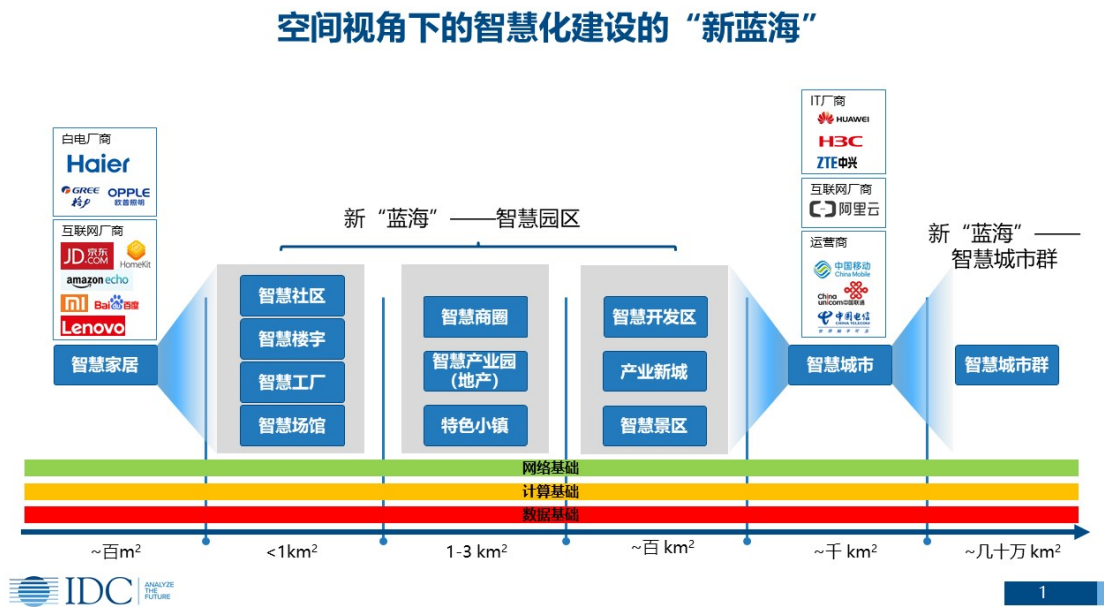 空间视角下的智慧化建设的“新蓝海”
白电厂商
Haier
GREE
格力
OPPLE
欧普照明
互联网厂商
JD京东
.COM
HomeKit
amazon echo
MI
Bai度百度
Lenovo
智慧家居
新“蓝海”——智慧园区
智慧社区
智慧楼宇
智慧工厂
智慧场馆
智慧商圈
智慧产业园
（地产）
特色小镇
智慧开发区
产业新城
智慧景区
IT厂商
HUAWEI
H3C
ZTE中兴
互联网厂商
阿里云
运营商
中国移动
China Mobile
China
unicom中国联通
中国电信
CHINA TELECOM
智慧城市
新“蓝海”——
智慧城市群
智慧城市群
网络基础
计算基础
数据基础
~百m²
<1km²
1-3 km²
~百 km²
~千 km²
~几十万 km²
IDC
ANALYZE
THE
FUTURE
1